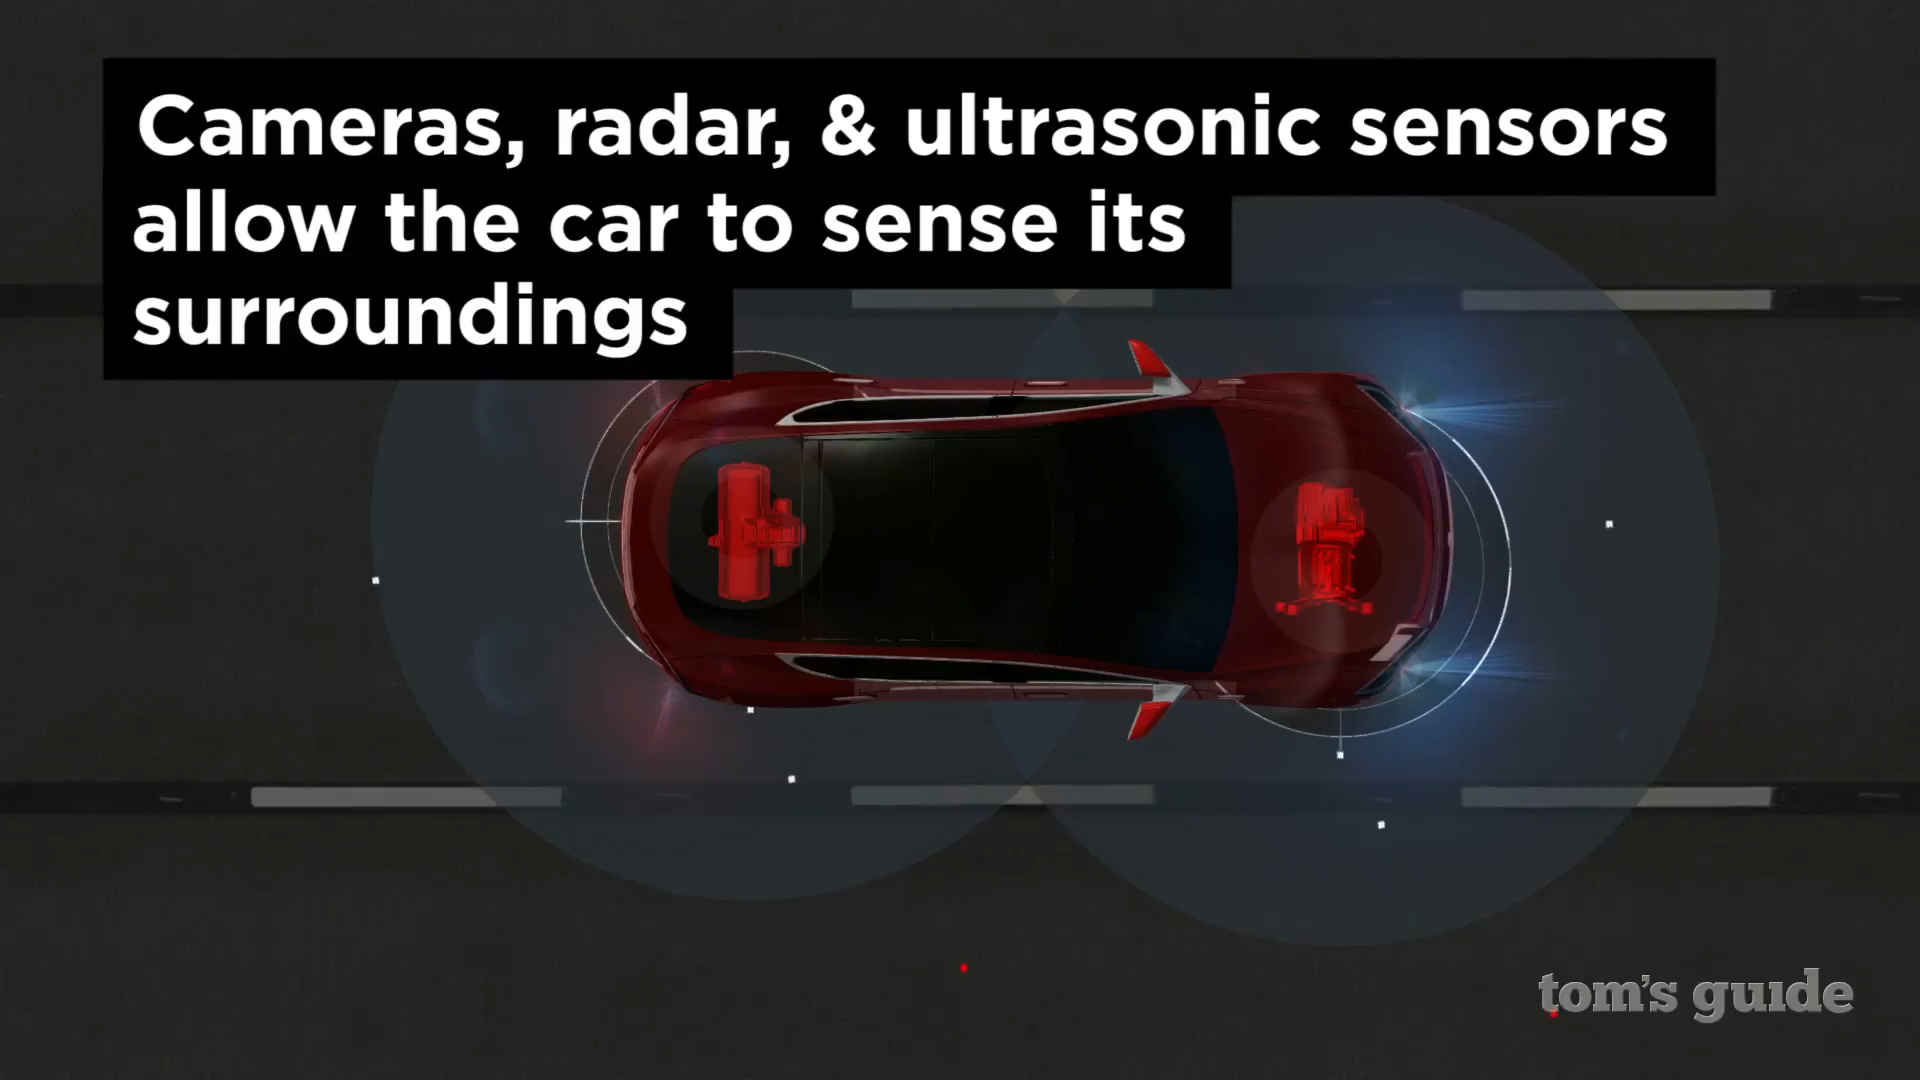 Cameras, radar, & ultrasonic sensors
allow the car to sense its
surroundings
tom's guide